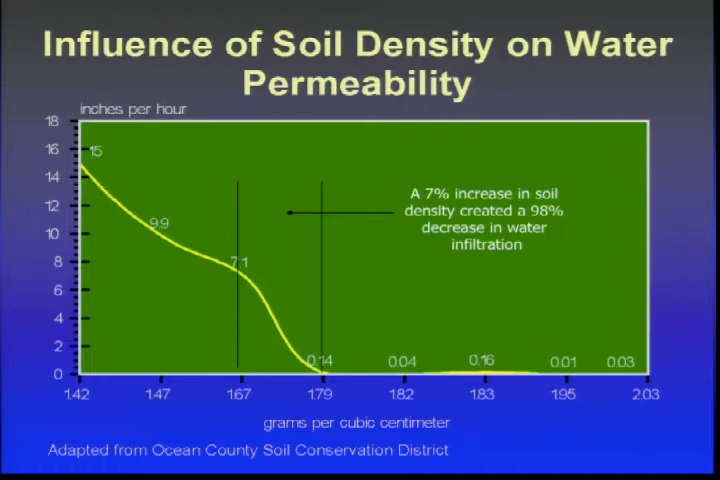 Influence of Soil Density on Water
Permeability
inches per hour
18
16
15
14
12
10
9.9
8
7.1
6
4
2
0
0.14
0.04
0.16
0.01
0.03
A 7% increase in soil
density created a 98%
decrease in water
infiltration
1.42 1.47 1.67 1.79 1.82 1.83 1.95 2.03
grams per cubic centimeter
Adapted from Ocean County Soil Conservation District